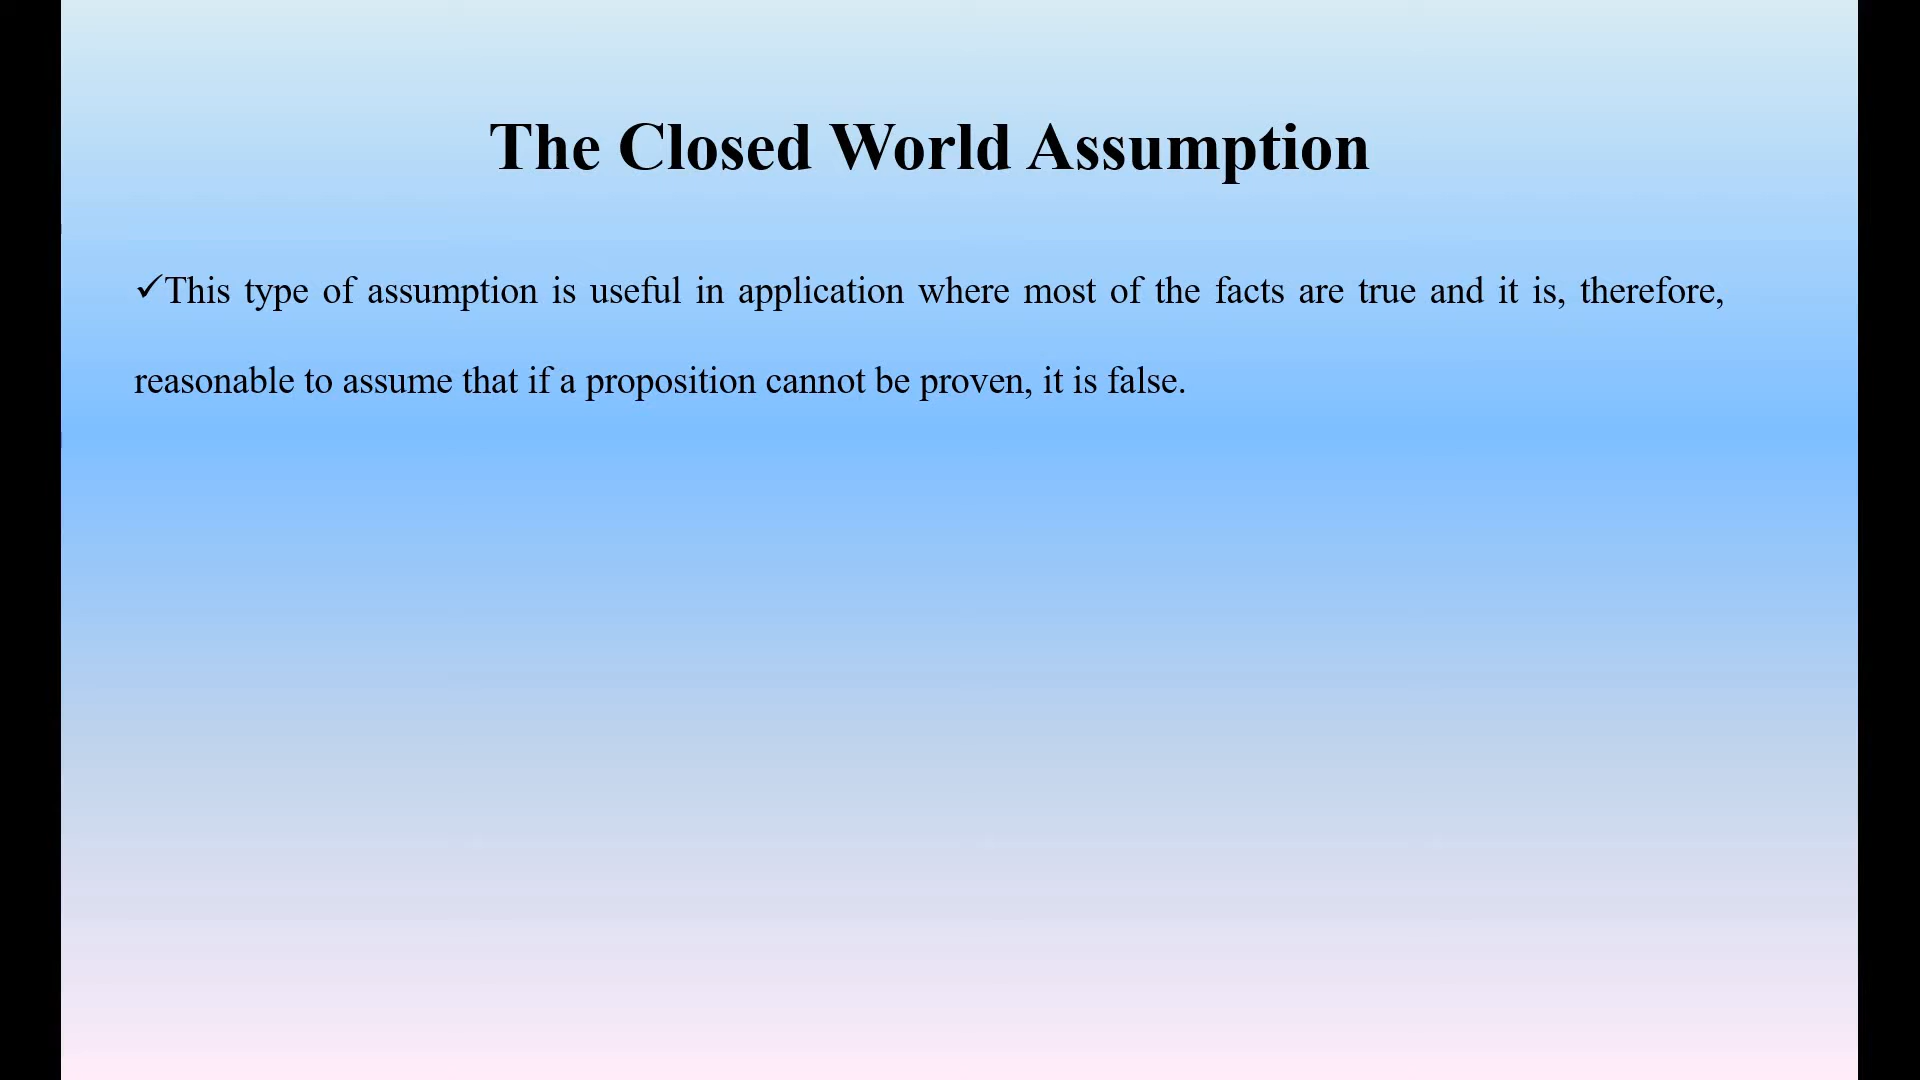 The Closed World Assumption
✓This type of assumption is useful in application where most of the facts are true and it is, therefore,
reasonable to assume that if a proposition cannot be proven, it is false.